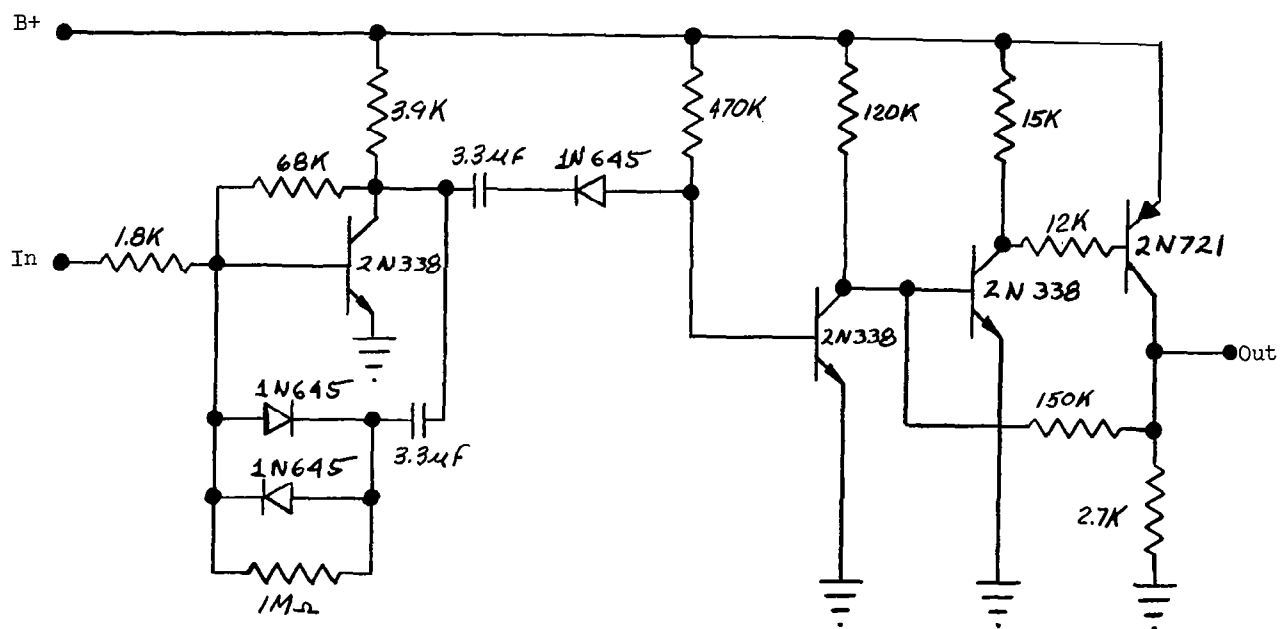 B+
3.9K
470K
120K
15K
68K
3.3µF
1N645
1.8K
In
2N338
12K
2N721
2N338
2N338
Out
1N645
3.3µF
150K
1N645
2.7K
1MΩ